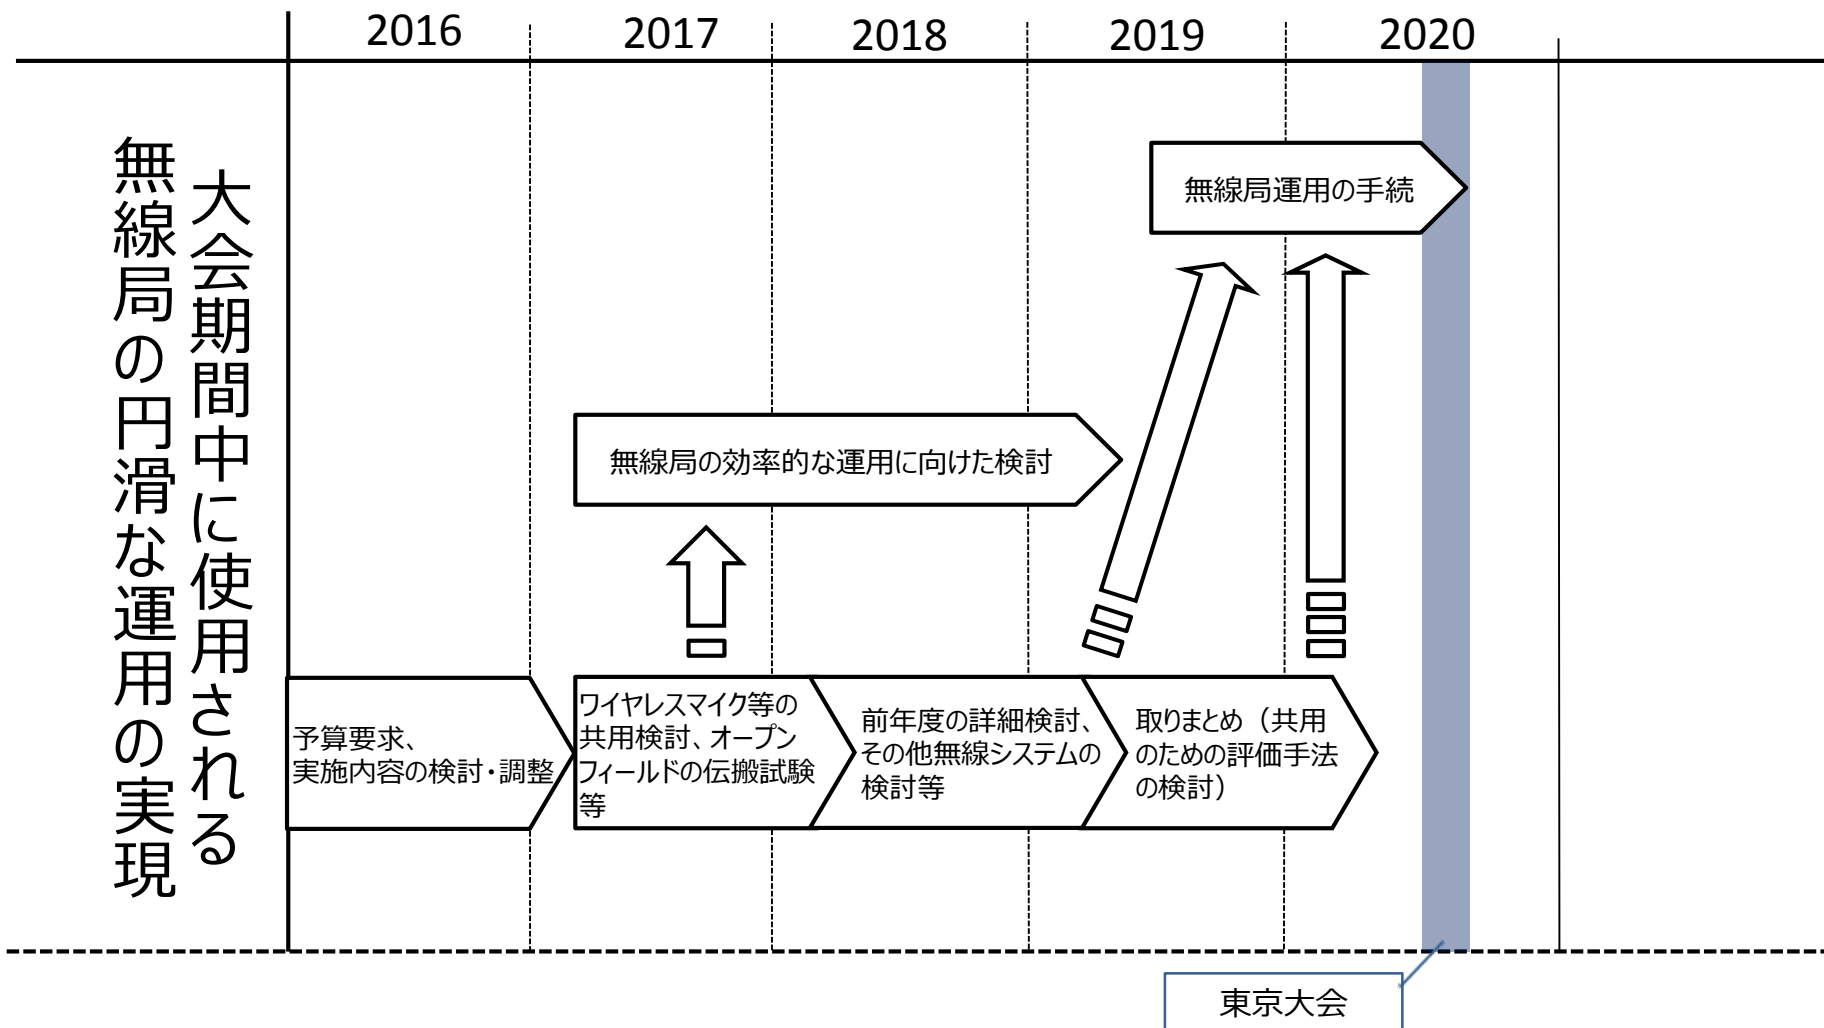 2016 2017 2018 2019 2020
大会期間中に使用される
無線局の円滑な運用の実現
無線局運用の手続
無線局の効率的な運用に向けた検討
予算要求、
実施内容の検討・調整
ワイヤレスマイク等の
共用検討、オープン
フィールドの伝搬試験
等
前年度の詳細検討、
その他無線システムの
検討等
取りまとめ（共用
のための評価手法
の検討）
東京大会